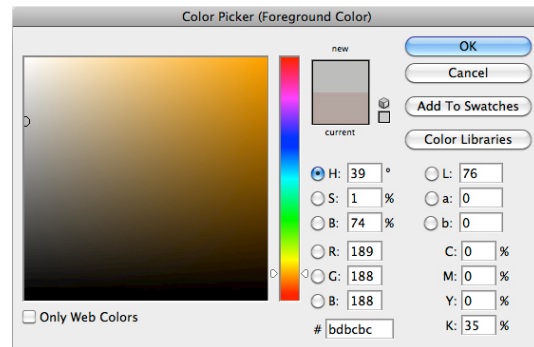 Color Picker (Foreground Color)
new
current
OK
Cancel
Add To Swatches
Color Libraries
H: 39 °
S: 1 %
B: 74 %
R: 189
G: 188
B: 188
# bdbcbc
L: 76
a: 0
b: 0
C: 0 %
M: 0 %
Y: 0 %
K: 35 %
Only Web Colors